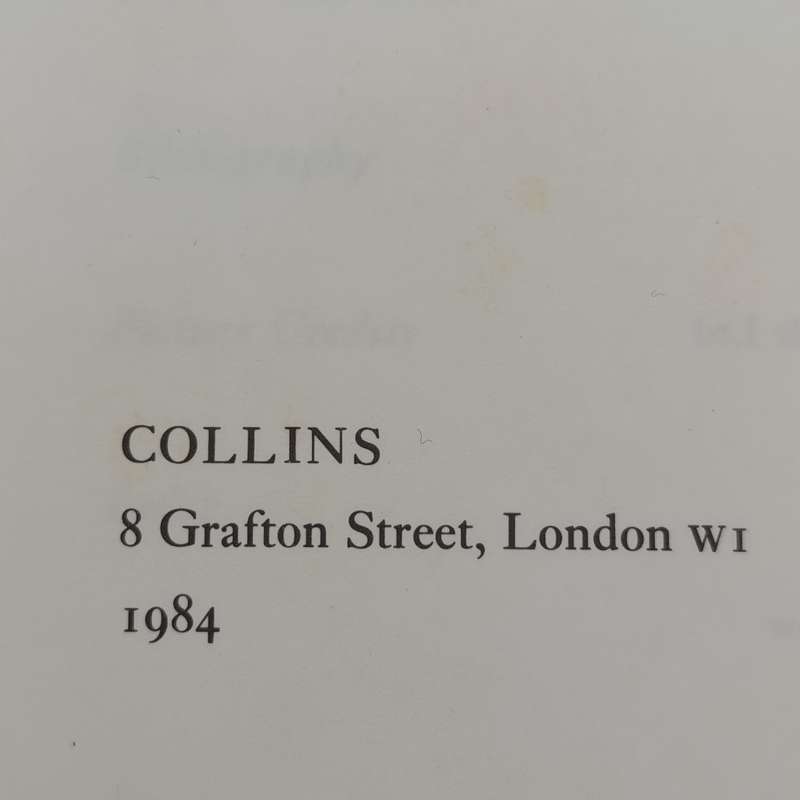 COLLINS
8 Grafton Street, London W1
1984